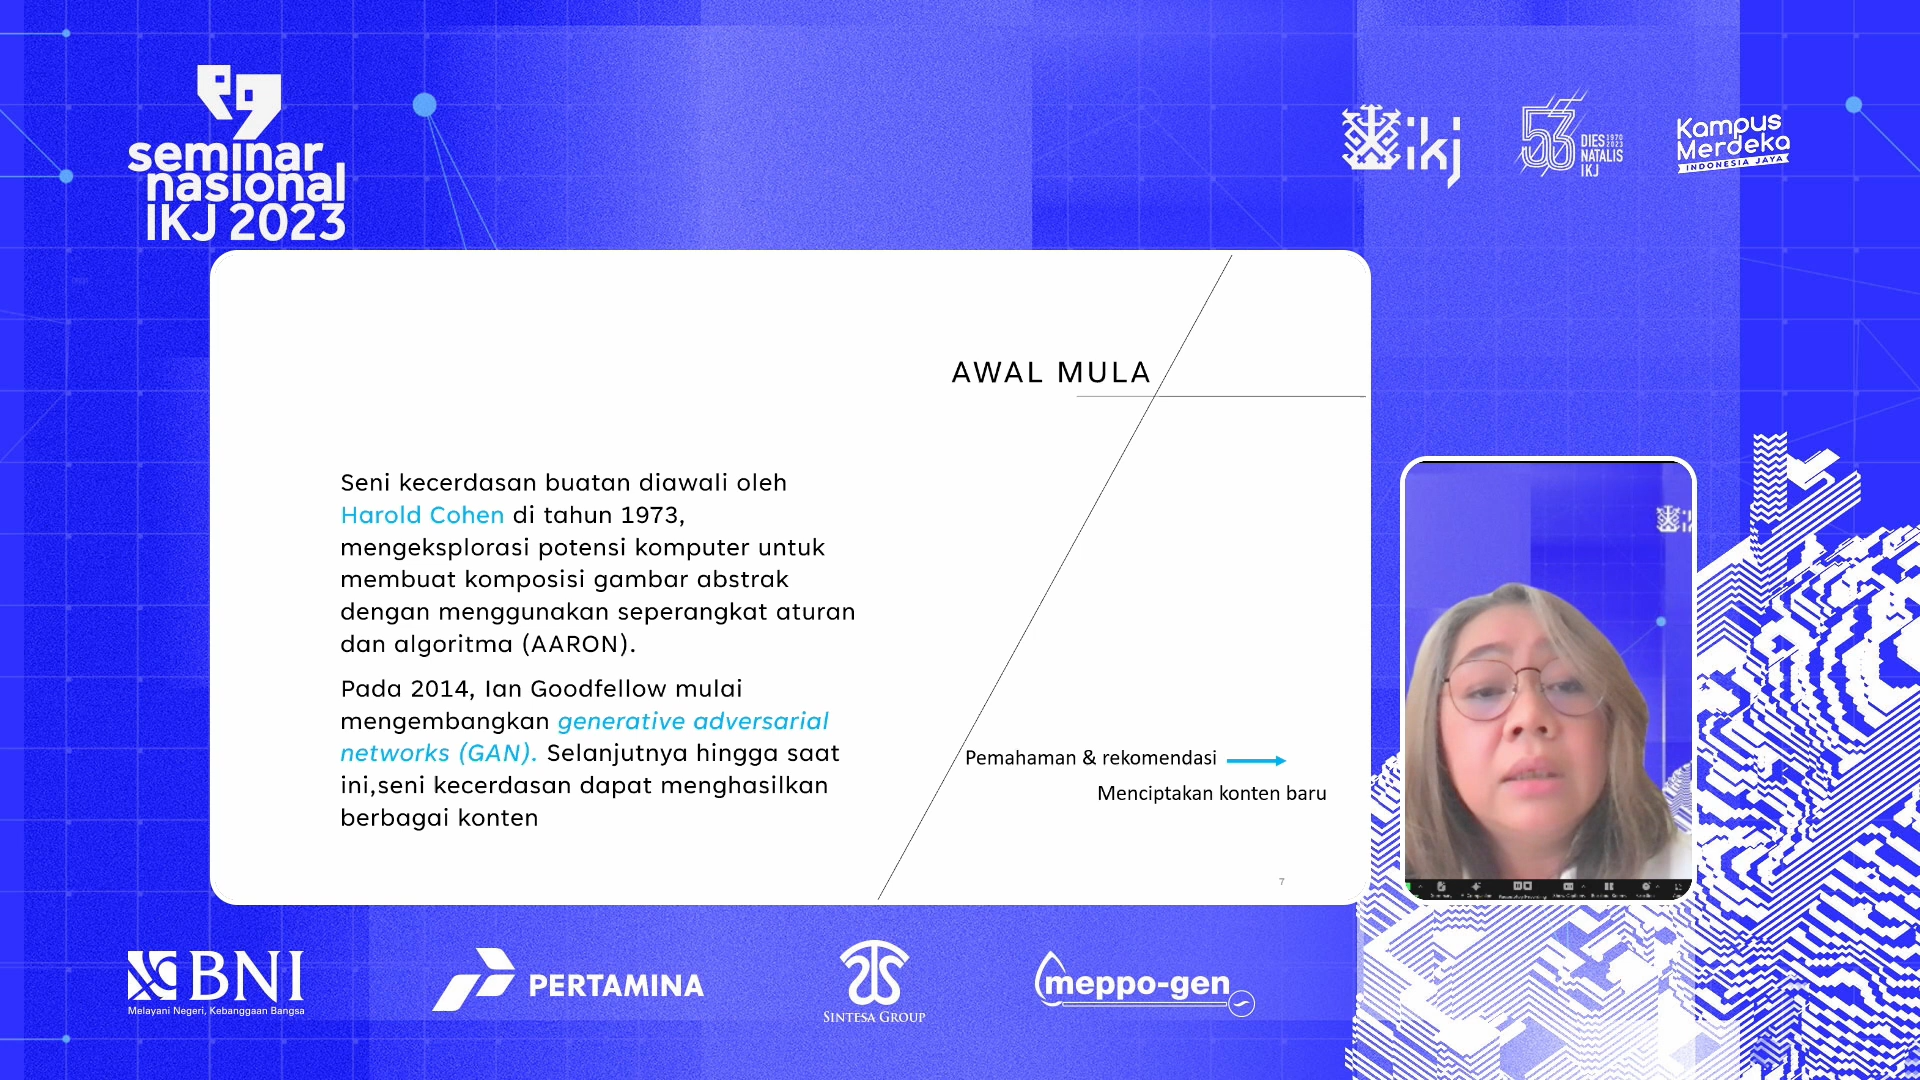 seminar
nasional
IKJ 2023
ikj
53
DIES 1970 2023
NATALIS
IKJ
Kampus
Merdeka
INDONESIA JAYA
AWAL MULA
Seni kecerdasan buatan diawali oleh
Harold Cohen di tahun 1973,
mengeksplorasi potensi komputer untuk
membuat komposisi gambar abstrak
dengan menggunakan seperangkat aturan
dan algoritma (AARON).
Pada 2014, Ian Goodfellow mulai
mengembangkan generative adversarial
networks (GAN). Selanjutnya hingga saat
ini,seni kecerdasan dapat menghasilkan
berbagai konten
Pemahaman & rekomendasi
Menciptakan konten baru
7
BNI
Melayani Negeri, Kebanggaan Bangsa
PERTAMINA
SINTESA GROUP
meppo-gen